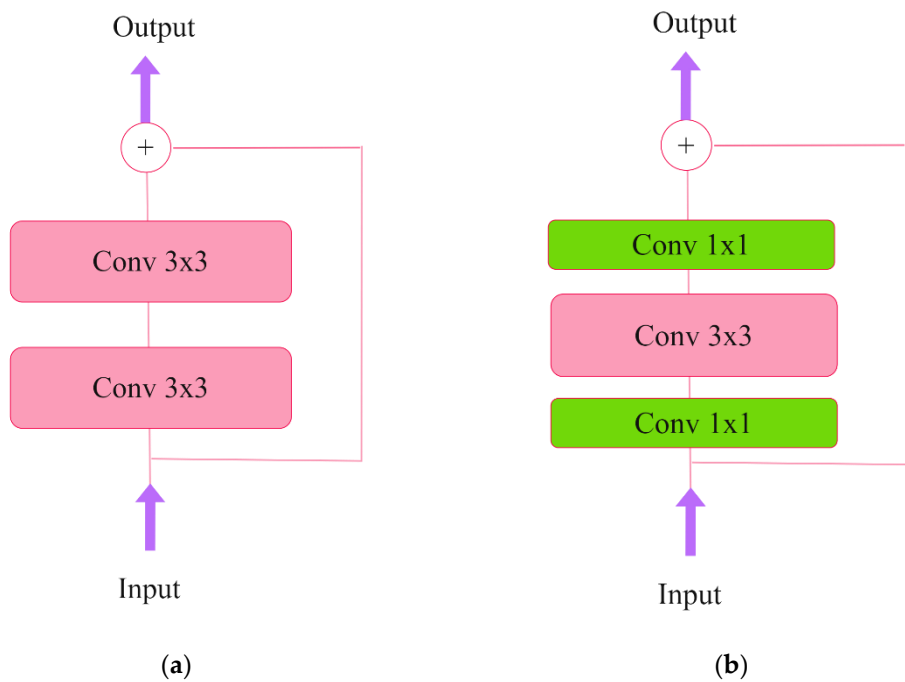 Output
+
Conv 3x3
Conv 3x3
Input
(a)
Output
+
Conv 1x1
Conv 3x3
Conv 1x1
Input
(b)